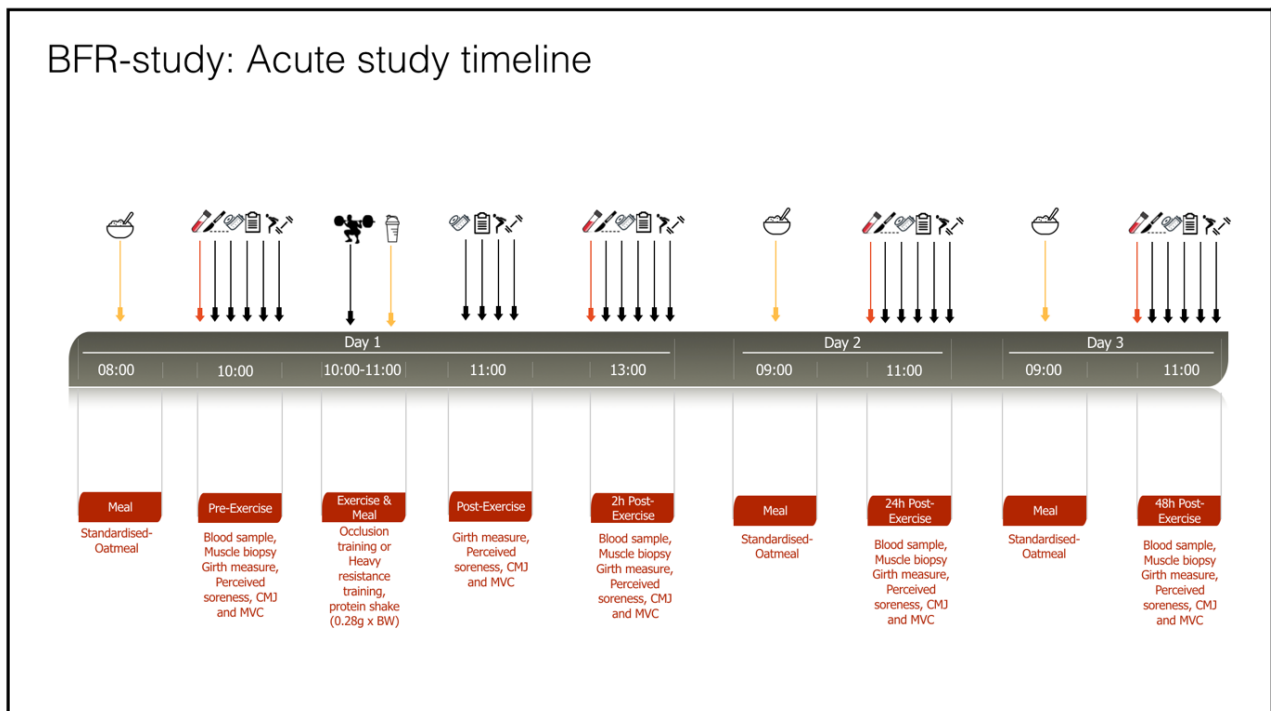 BFR-study: Acute study timeline
Day 1
Day 2
Day 3
08:00
10:00
10:00-11:00
11:00
13:00
09:00
11:00
09:00
11:00
Meal
Standardised-
Oatmeal
Pre-Exercise
Blood sample,
Muscle biopsy
Girth measure,
Perceived
soreness, CMJ
and MVC
Exercise &
Meal
Occlusion
training or
Heavy
resistance
training,
protein shake
(0.28g x BW)
Post-Exercise
Girth measure,
Perceived
soreness, CMJ
and MVC
2h Post-
Exercise
Blood sample,
Muscle biopsy
Girth measure,
Perceived
soreness, CMJ
and MVC
Meal
Standardised-
Oatmeal
24h Post-
Exercise
Blood sample,
Muscle biopsy
Girth measure,
Perceived
soreness, CMJ
and MVC
Meal
Standardised-
Oatmeal
48h Post-
Exercise
Blood sample,
Muscle biopsy
Girth measure,
Perceived
soreness, CMJ
and MVC